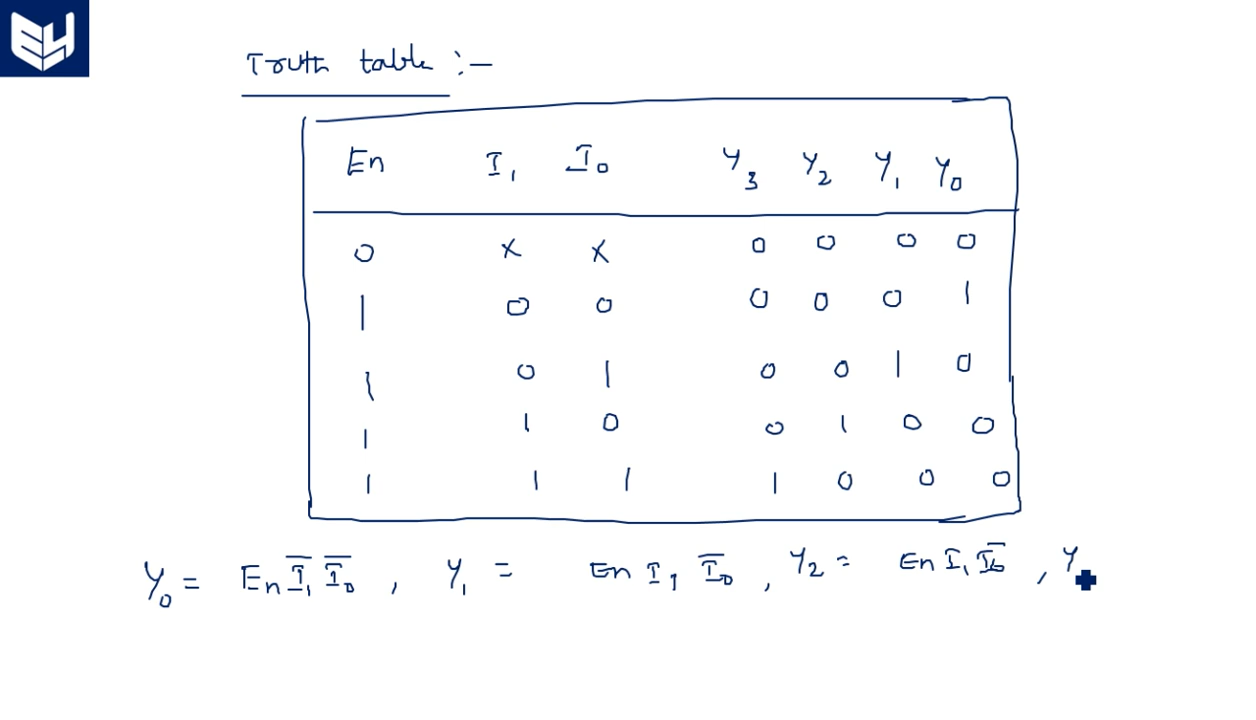 Truth table :-
En I₁ I₀ Y₃ Y₂ Y₁ Y₀
0 X X 0 0 0 0
1 0 0 0 0 0 1
1 0 1 0 0 1 0
1 1 0 0 1 0 0
1 1 1 1 0 0 0
Y₀ = En I̅₁ I̅₀ , Y₁ = En I₁ I̅₀ , Y₂ = En I₁ I̅₀ , Y